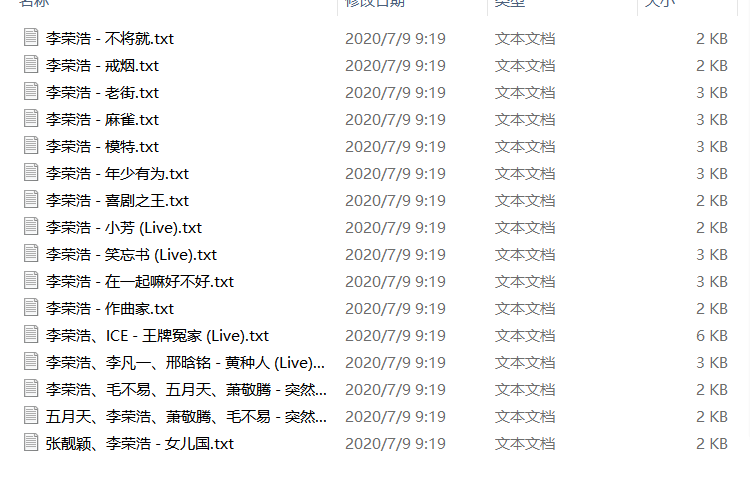 名称 修改日期 类型 大小
李荣浩 - 不将就.txt 2020/7/9 9:19 文本文档 2 KB
李荣浩 - 戒烟.txt 2020/7/9 9:19 文本文档 2 KB
李荣浩 - 老街.txt 2020/7/9 9:19 文本文档 3 KB
李荣浩 - 麻雀.txt 2020/7/9 9:19 文本文档 3 KB
李荣浩 - 模特.txt 2020/7/9 9:19 文本文档 3 KB
李荣浩 - 年少有为.txt 2020/7/9 9:19 文本文档 3 KB
李荣浩 - 喜剧之王.txt 2020/7/9 9:19 文本文档 2 KB
李荣浩 - 小芳 (Live).txt 2020/7/9 9:19 文本文档 2 KB
李荣浩 - 笑忘书 (Live).txt 2020/7/9 9:19 文本文档 3 KB
李荣浩 - 在一起嘛好不好.txt 2020/7/9 9:19 文本文档 3 KB
李荣浩 - 作曲家.txt 2020/7/9 9:19 文本文档 2 KB
李荣浩、ICE - 王牌冤家 (Live).txt 2020/7/9 9:19 文本文档 6 KB
李荣浩、李凡一、邢晗铭 - 黄种人 (Live)... 2020/7/9 9:19 文本文档 3 KB
李荣浩、毛不易、五月天、萧敬腾 - 突然... 2020/7/9 9:19 文本文档 2 KB
五月天、李荣浩、萧敬腾、毛不易 - 突然... 2020/7/9 9:19 文本文档 2 KB
张靓颖、李荣浩 - 女儿国.txt 2020/7/9 9:19 文本文档 2 KB